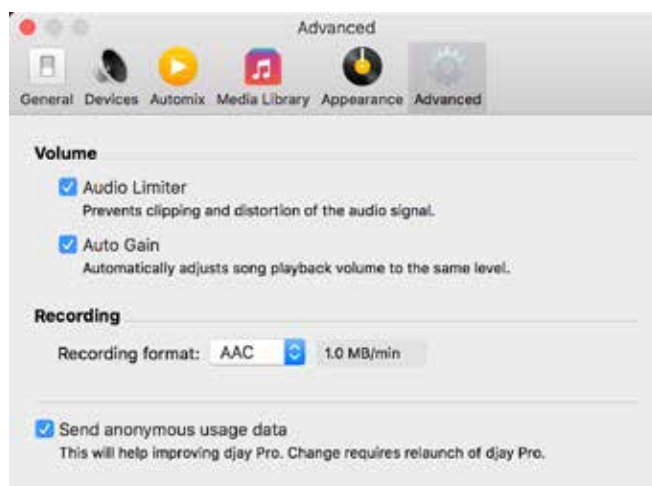 Advanced
General Devices Automix Media Library Appearance Advanced
Volume
Audio Limiter
Prevents clipping and distortion of the audio signal.
Auto Gain
Automatically adjusts song playback volume to the same level.
Recording
Recording format: AAC 1.0 MB/min
Send anonymous usage data
This will help improving djay Pro. Change requires relaunch of djay Pro.